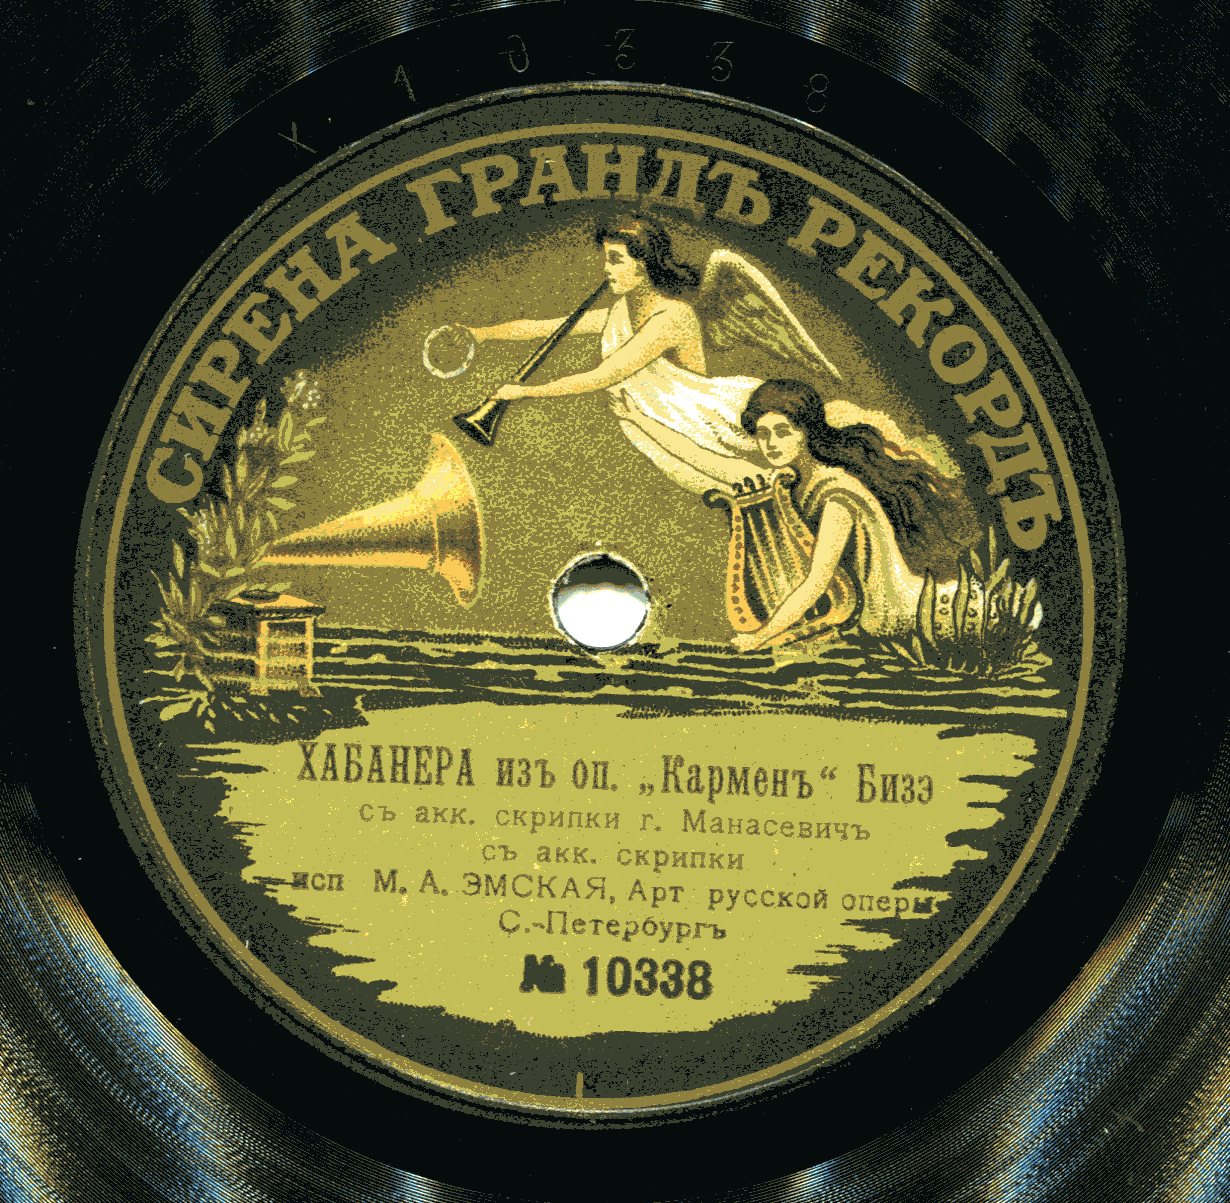 X 10338
СИРЕНА ГРАНДЪ РЕКОРДЪ
ХАБАНЕРА изъ оп. „Карменъ“ Бизэ
съ акк. скрипки г. Манасевичъ
съ акк. скрипки
исп М. А. ЭМСКАЯ, Арт русской оперы
С.-Петербургъ
№ 10338